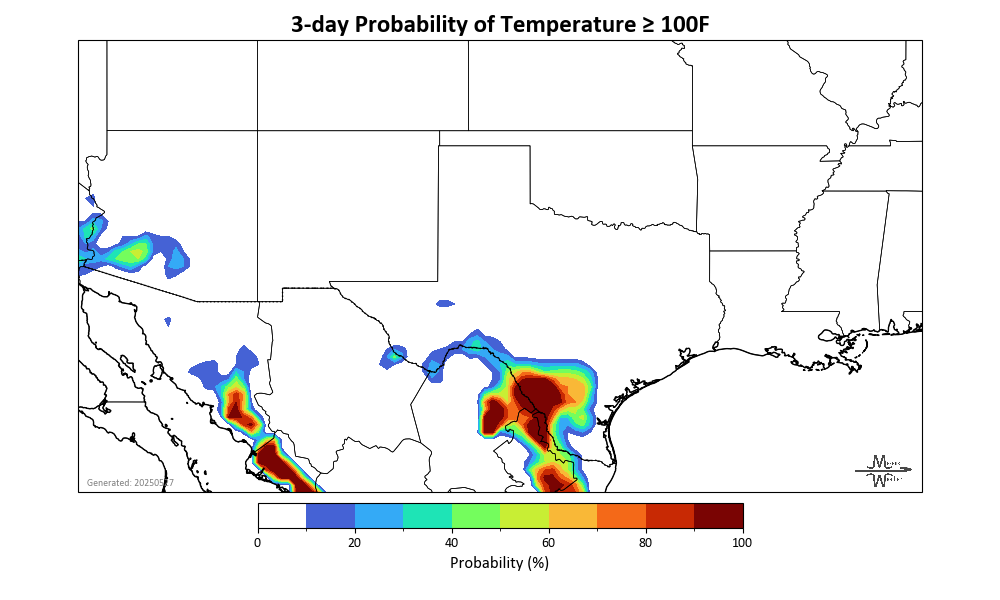 3-day Probability of Temperature ≥ 100F
Generated: 20250527
0 20 40 60 80 100
Probability (%)